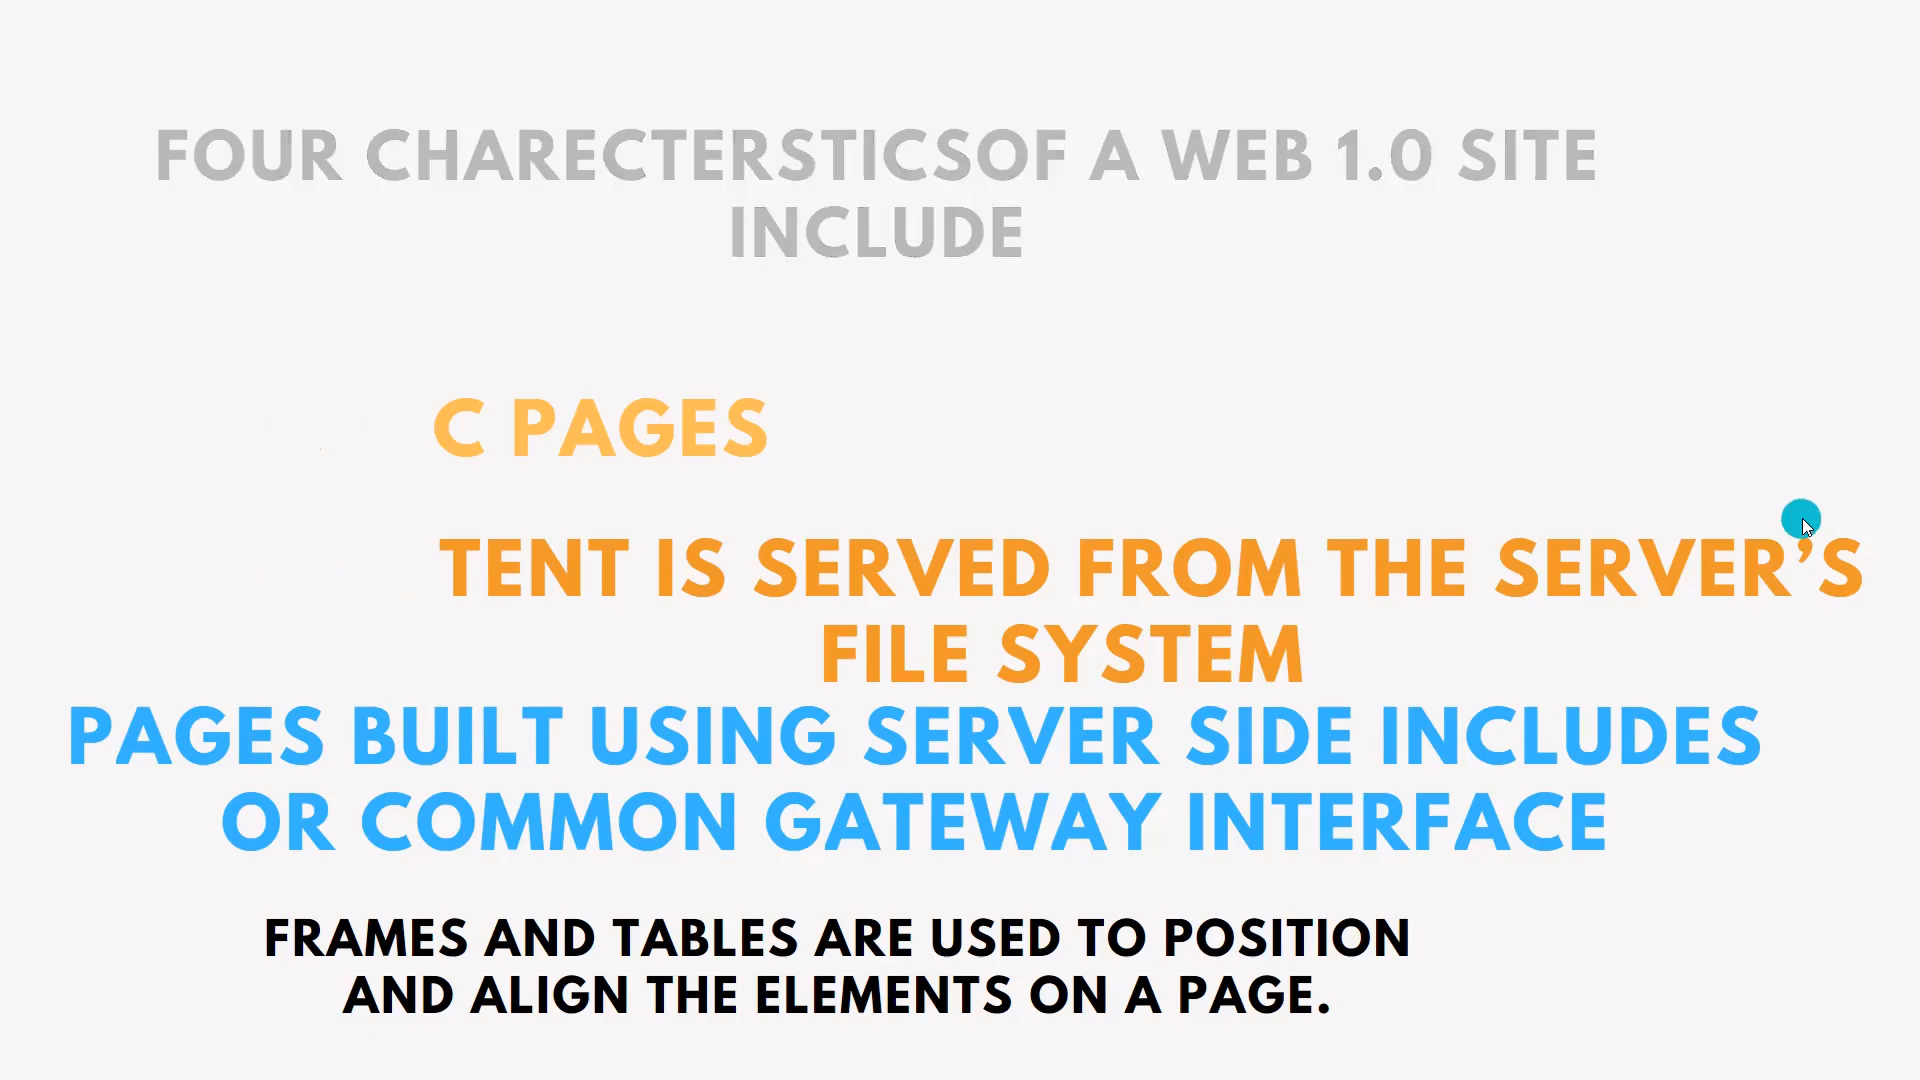 FOUR CHARECTERSTICSOF A WEB 1.0 SITE
INCLUDE
C PAGES
TENT IS SERVED FROM THE SERVER’S
FILE SYSTEM
PAGES BUILT USING SERVER SIDE INCLUDES
OR COMMON GATEWAY INTERFACE
FRAMES AND TABLES ARE USED TO POSITION
AND ALIGN THE ELEMENTS ON A PAGE.